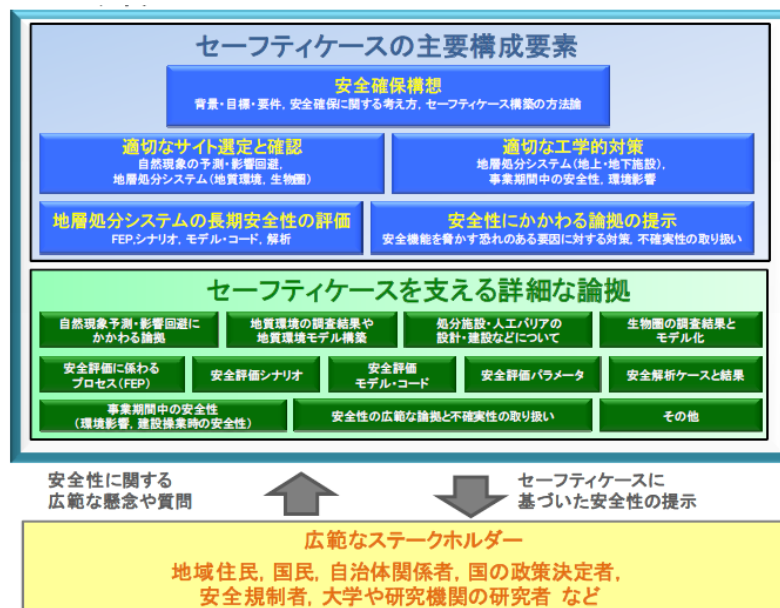 セーフティケースの主要構成要素
安全確保構想
背景・目標・要件, 安全確保に関する考え方, セーフティケース構築の方法論
適切なサイト選定と確認
自然現象の予測・影響回避,
地層処分システム(地質環境, 生物圏)
適切な工学的対策
地層処分システム(地上・地下施設),
事業期間中の安全性, 環境影響
地層処分システムの長期安全性の評価
FEP,シナリオ, モデル・コード, 解析
安全性にかかわる論拠の提示
安全機能を脅かす恐れのある要因に対する対策, 不確実性の取り扱い
セーフティケースを支える詳細な論拠
自然現象予測・影響回避に
かかわる論拠
地質環境の調査結果や
地質環境モデル構築
処分施設・人工バリアの
設計・建設などについて
生物圏の調査結果と
モデル化
安全評価に係わる
プロセス(FEP)
安全評価シナリオ
安全評価
モデル・コード
安全評価パラメータ
安全解析ケースと結果
事業期間中の安全性
(環境影響, 建設操業時の安全性)
安全性の広範な論拠と不確実性の取り扱い
その他
安全性に関する
広範な懸念や質問
セーフティケースに
基づいた安全性の提示
広範なステークホルダー
地域住民, 国民, 自治体関係者, 国の政策決定者,
安全規制者, 大学や研究機関の研究者 など